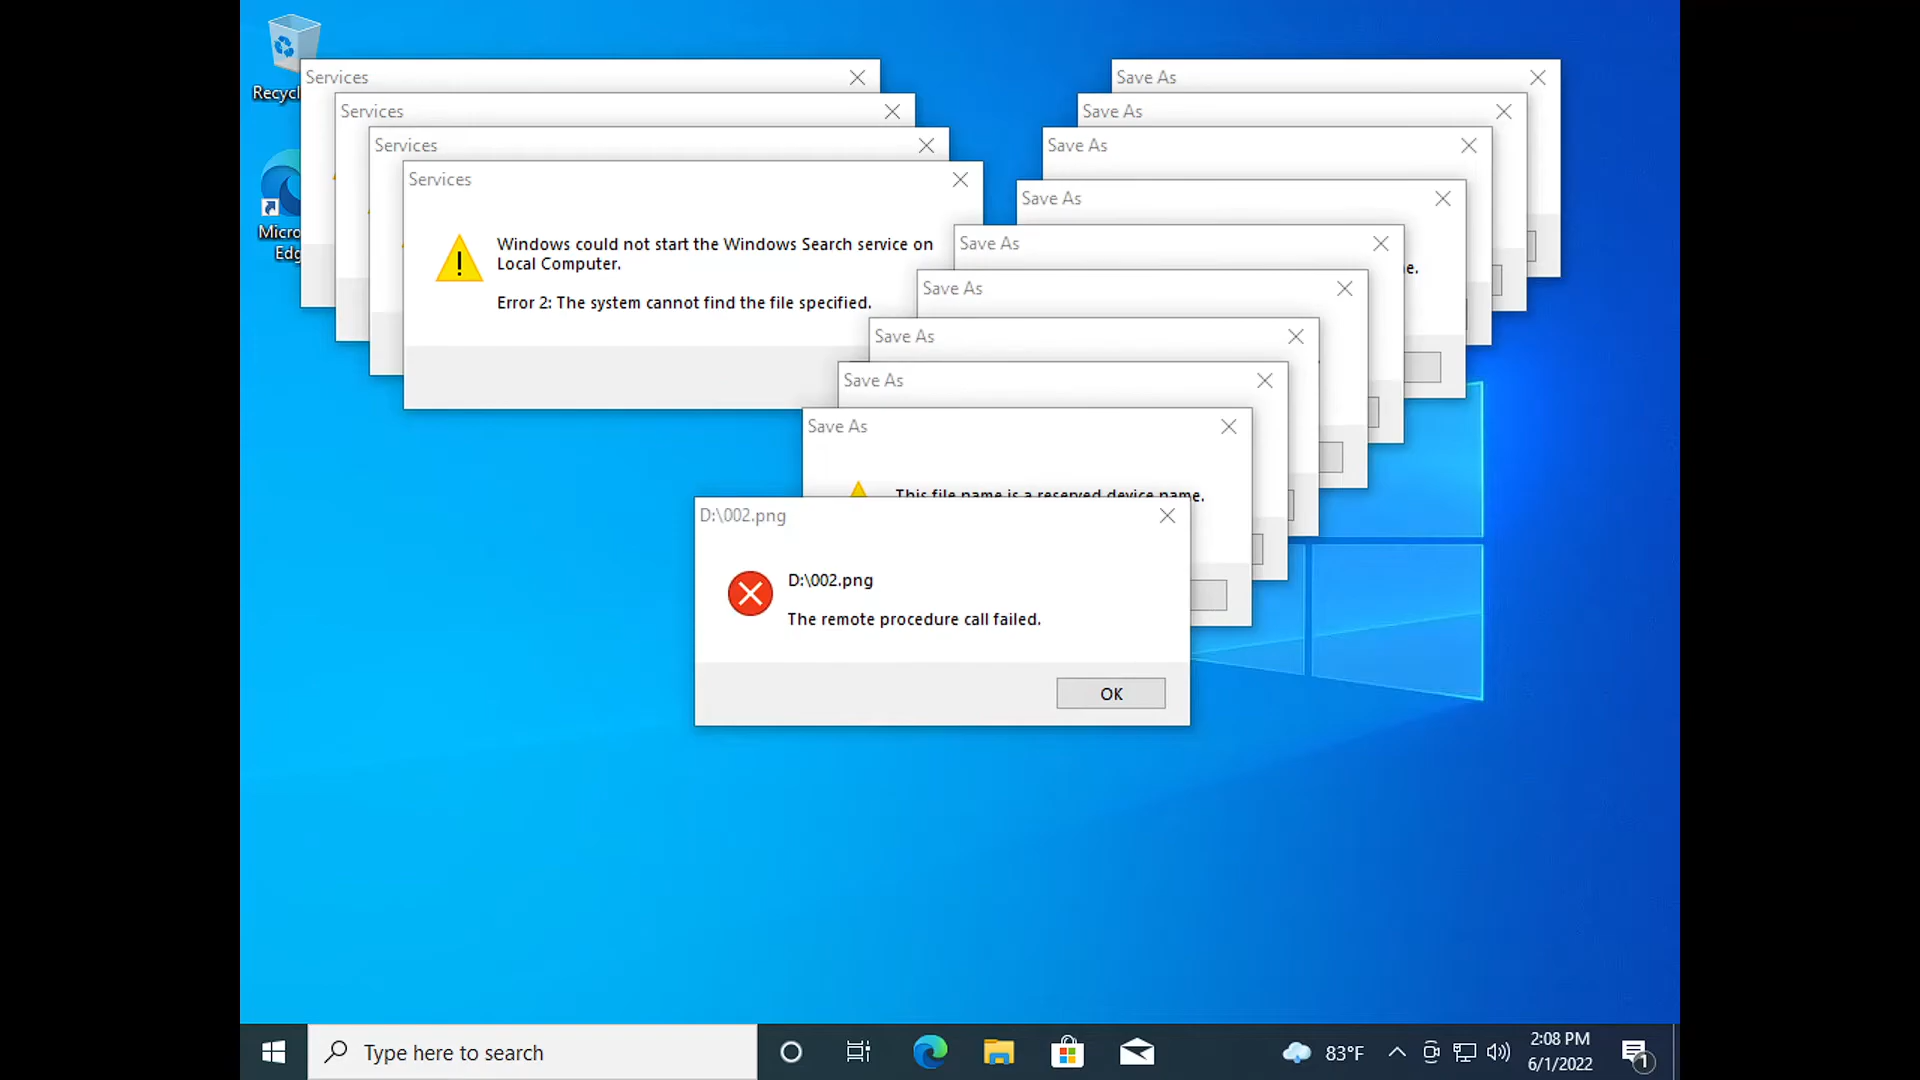 Recycl
Micro
Edg
Services
Services
Services
Services
Windows could not start the Windows Search service on
Local Computer.
Error 2: The system cannot find the file specified.
Save As
Save As
Save As
Save As
Save As
e.
Save As
Save As
Save As
Save As
This file name is a reserved device name.
D:\002.png
D:\002.png
The remote procedure call failed.
OK
Type here to search
83°F
2:08 PM
6/1/2022
1